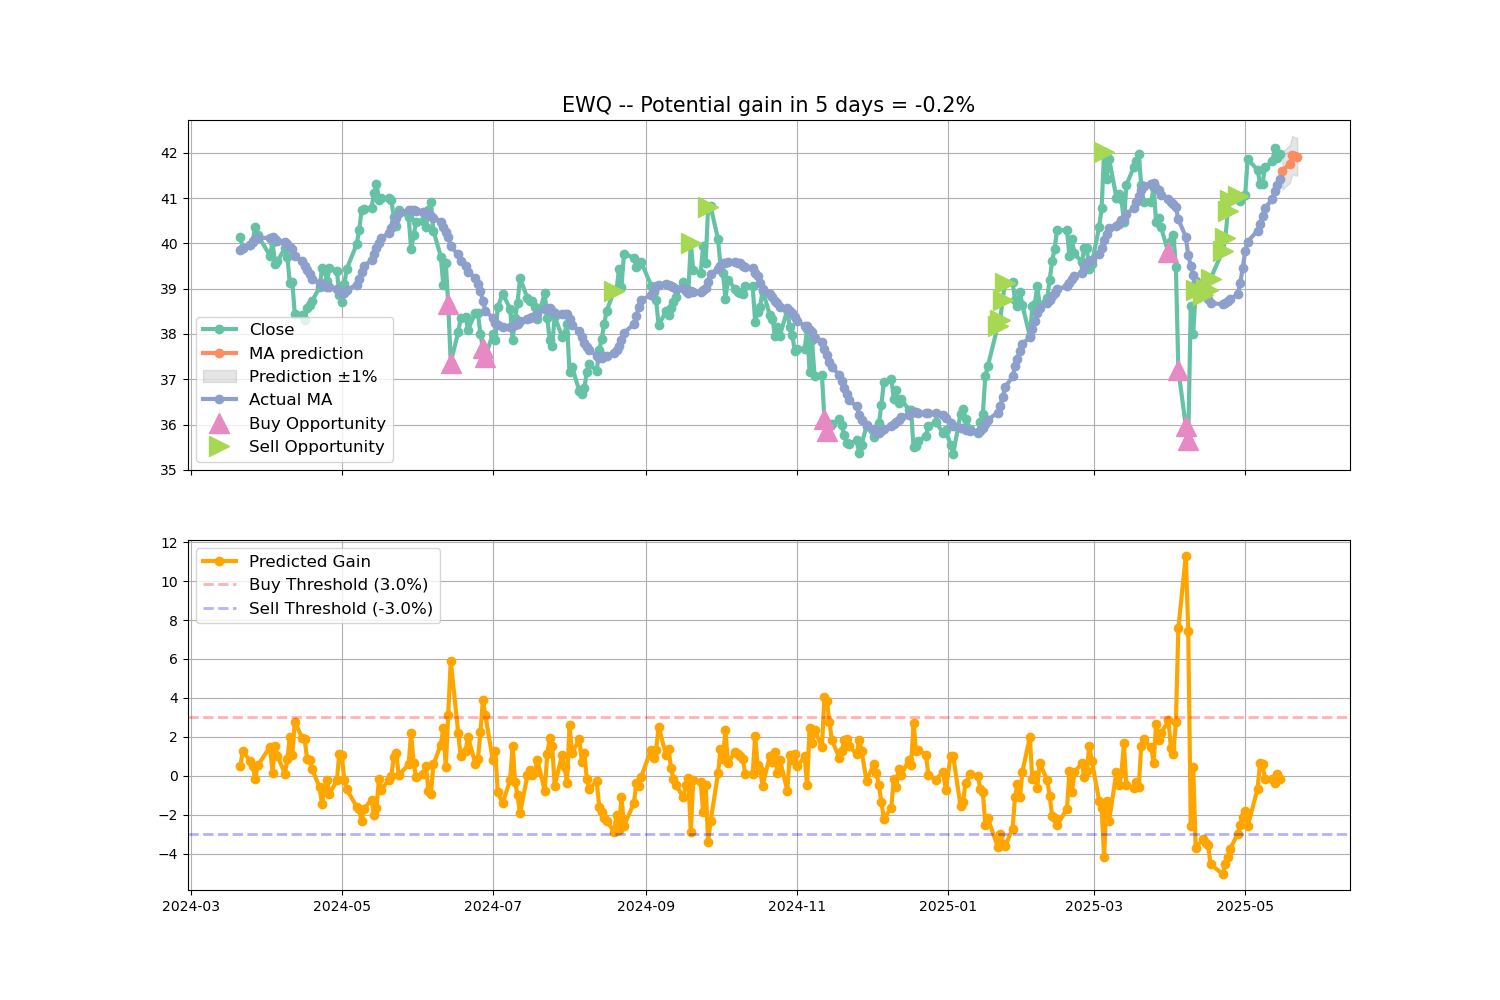 EWQ -- Potential gain in 5 days = -0.2%
42
41
40
39
38
37
36
35
Close
MA prediction
Prediction ±1%
Actual MA
Buy Opportunity
Sell Opportunity
12
10
8
6
4
2
0
−2
−4
Predicted Gain
Buy Threshold (3.0%)
Sell Threshold (-3.0%)
2024-03
2024-05
2024-07
2024-09
2024-11
2025-01
2025-03
2025-05